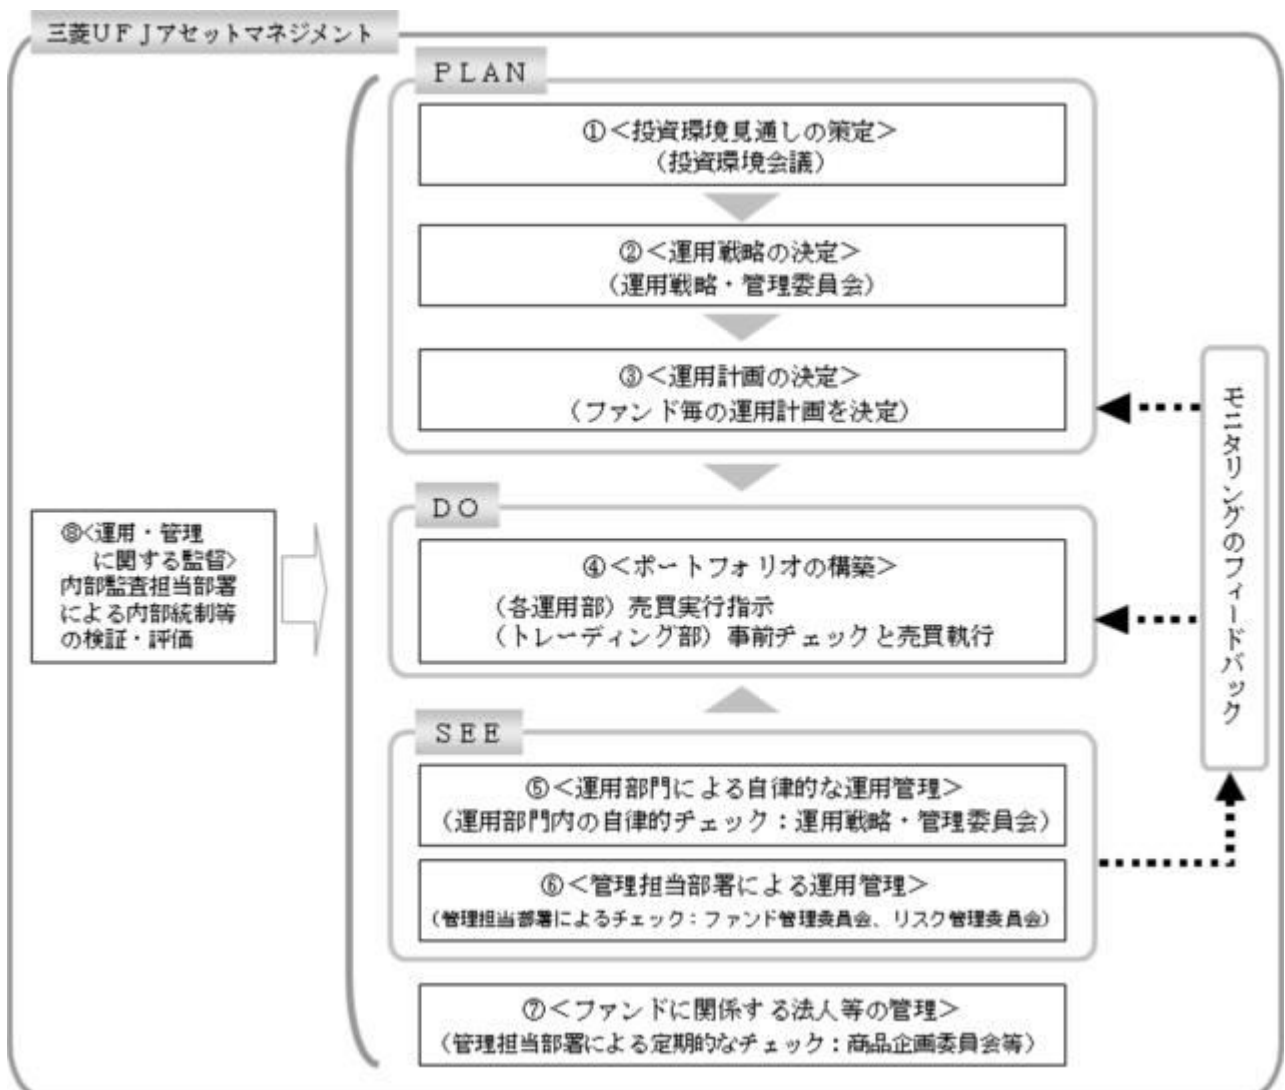 三菱UFJアセットマネジメント
PLAN
①<投資環境見通しの策定>
(投資環境会議)
②<運用戦略の決定>
(運用戦略・管理委員会)
③<運用計画の決定>
(ファンド毎の運用計画を決定)
DO
④<ポートフォリオの構築>
(各運用部)売買実行指示
(トレーディング部)事前チェックと売買執行
SEE
⑤<運用部門による自律的な運用管理>
(運用部門内の自律的チェック:運用戦略・管理委員会)
⑥<管理担当部署による運用管理>
(管理担当部署によるチェック:ファンド管理委員会、リスク管理委員会)
⑦<ファンドに関係する法人等の管理>
(管理担当部署による定期的なチェック:商品企画委員会等)
⑧<運用・管理
に関する監督>
内部監査担当部署
による内部統制等
の検証・評価
モニタリングのフィードバック